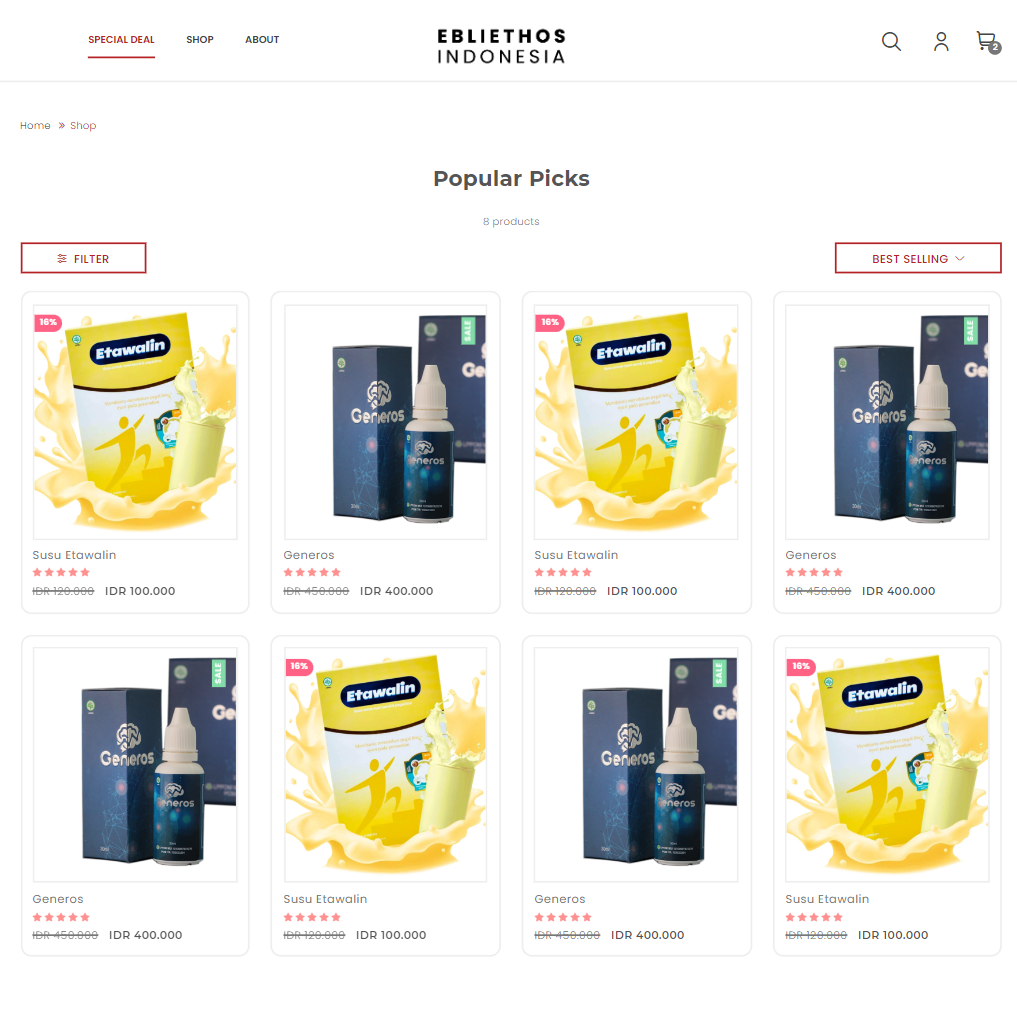 SPECIAL DEAL SHOP ABOUT
EBLIETHOS
INDONESIA
2
Home » Shop
Popular Picks
8 products
FILTER
BEST SELLING
16%
Etawalin
SALE
Generos
Generos
16%
Etawalin
SALE
Generos
Generos
Susu Etawalin
IDR 120.000 IDR 100.000
Generos
IDR 450.000 IDR 400.000
Susu Etawalin
IDR 120.000 IDR 100.000
Generos
IDR 450.000 IDR 400.000
SALE
Generos
Generos
16%
Etawalin
SALE
Generos
Generos
16%
Etawalin
Generos
IDR 450.000 IDR 400.000
Susu Etawalin
IDR 120.000 IDR 100.000
Generos
IDR 450.000 IDR 400.000
Susu Etawalin
IDR 120.000 IDR 100.000